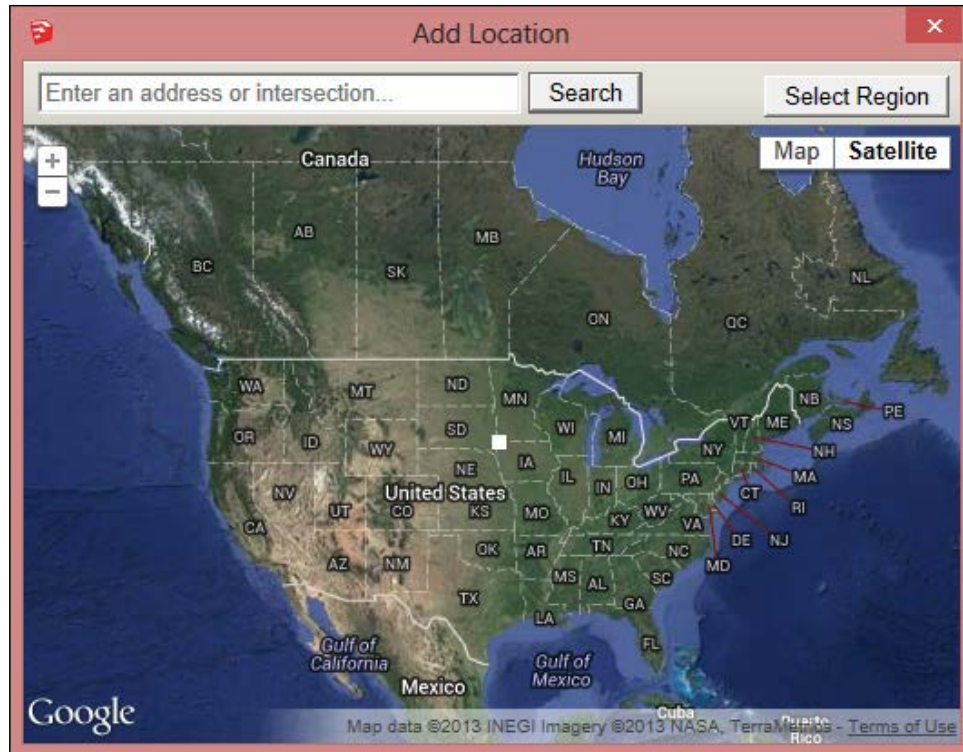 Add Location
Enter an address or intersection...
Search
Select Region
+
−
Map
Satellite
Canada
Hudson
Bay
AB
MB
BC
SK
NL
ON
QC
WA
MT
ND
MN
NB
PE
OR
ID
WY
SD
WI
MI
VT
ME
NS
NY
NH
NE
IA
IL
IN
OH
PA
CT
MA
RI
NV
UT
CO
United States
KS
MO
KY
WV
VA
DE
NJ
MD
CA
AZ
NM
OK
AR
TN
NC
SC
MS
AL
GA
TX
LA
FL
Gulf of
California
Gulf of
Mexico
Mexico
Cuba
Puerto
Rico
Google
Map data ©2013 INEGI Imagery ©2013 NASA, TerraMetrics - Terms of Use